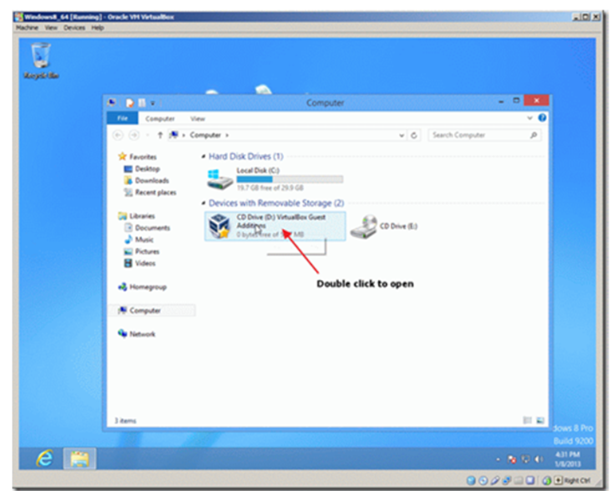 Windows8_64 [Running] - Oracle VM VirtualBox
Machine View Devices Help
Recycle Bin
Computer
File Computer View
Computer
Search Computer
Favorites
Desktop
Downloads
Recent places
Libraries
Documents
Music
Pictures
Videos
Homegroup
Computer
Network
Hard Disk Drives (1)
Local Disk (C:)
19.7 GB free of 29.9 GB
Devices with Removable Storage (2)
CD Drive (D:) VirtualBox Guest
Additions
0 bytes free of MB
CD Drive (E:)
Double click to open
3 items
dows 8 Pro
Build 9200
4:31 PM
1/8/2013
Right Ctrl